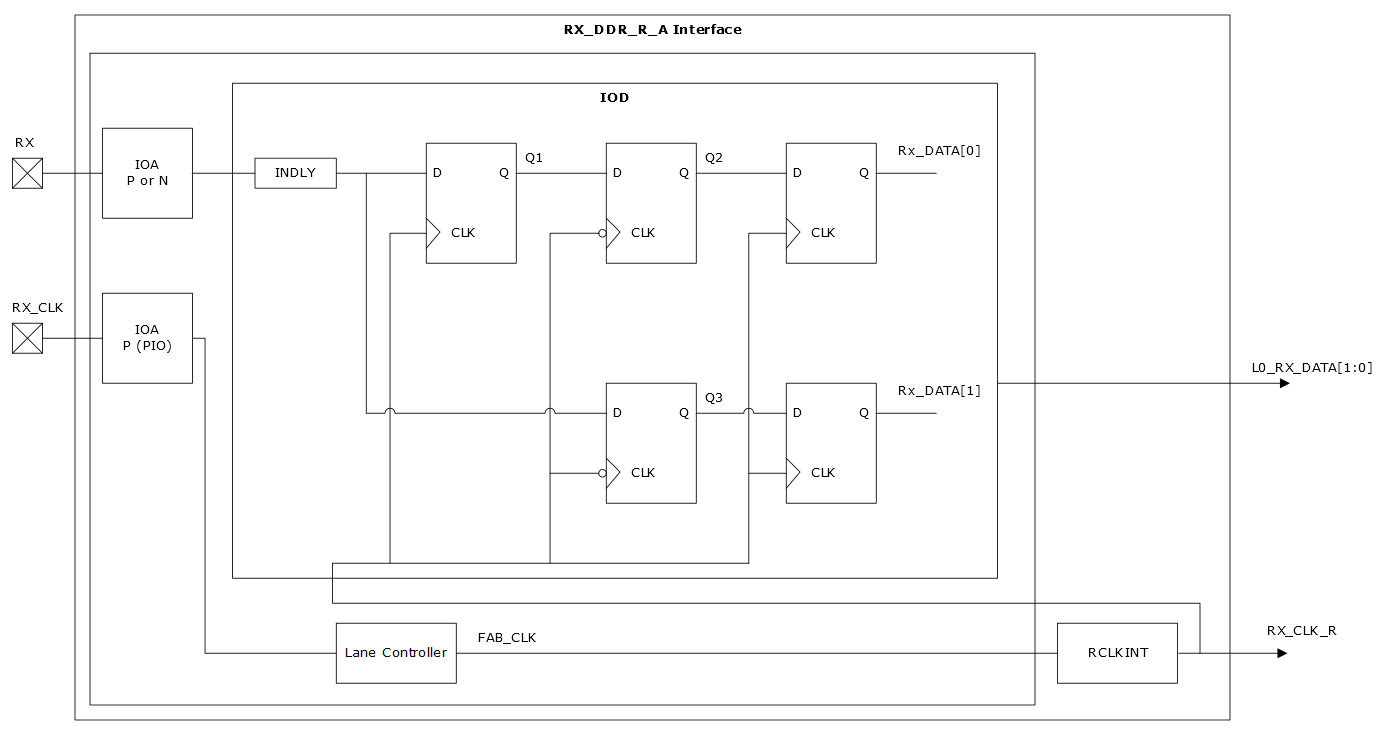 RX_DDR_R_A Interface
IOD
RX
IOA
P or N
INDLY
D
Q
CLK
Q1
D
Q
CLK
Q2
D
Q
CLK
Rx_DATA[0]
RX_CLK
IOA
P (PIO)
D
Q
CLK
Q3
D
Q
CLK
Rx_DATA[1]
L0_RX_DATA[1:0]
Lane Controller
FAB_CLK
RCLKINT
RX_CLK_R